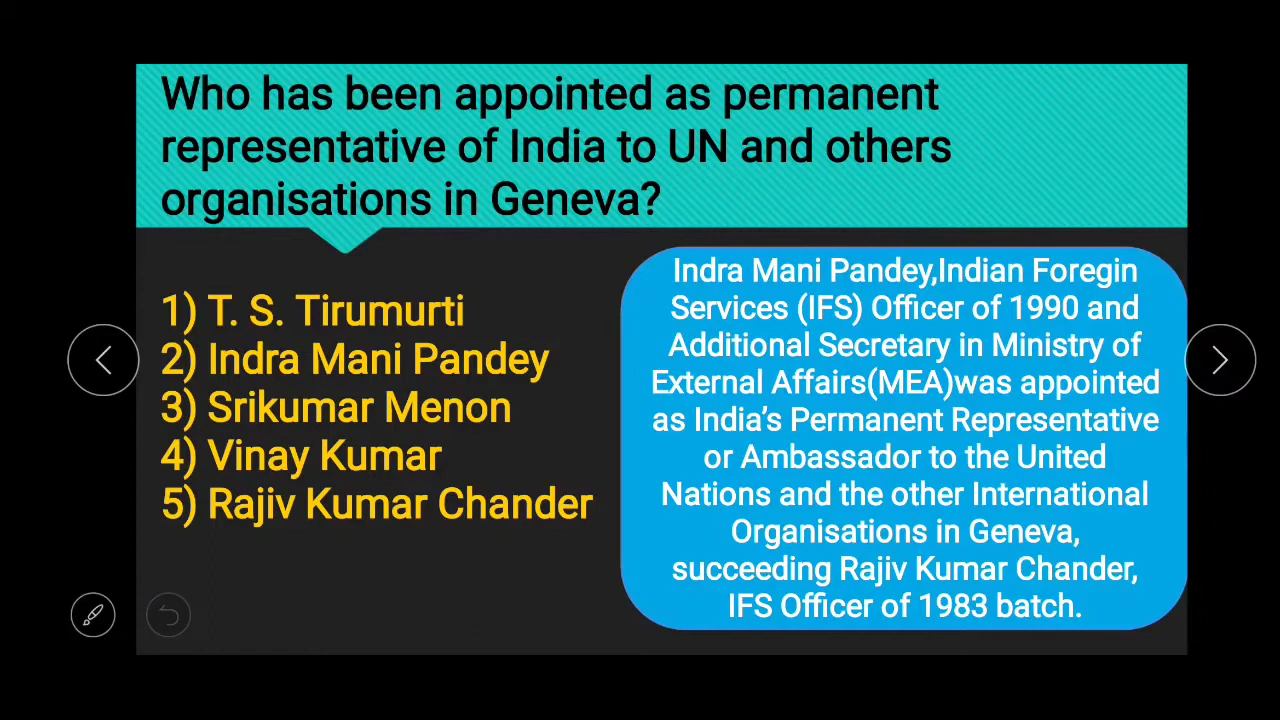 Who has been appointed as permanent
representative of India to UN and others
organisations in Geneva?
1) T. S. Tirumurti
2) Indra Mani Pandey
3) Srikumar Menon
4) Vinay Kumar
5) Rajiv Kumar Chander
Indra Mani Pandey,Indian Foregin
Services (IFS) Officer of 1990 and
Additional Secretary in Ministry of
External Affairs(MEA)was appointed
as India’s Permanent Representative
or Ambassador to the United
Nations and the other International
Organisations in Geneva,
succeeding Rajiv Kumar Chander,
IFS Officer of 1983 batch.